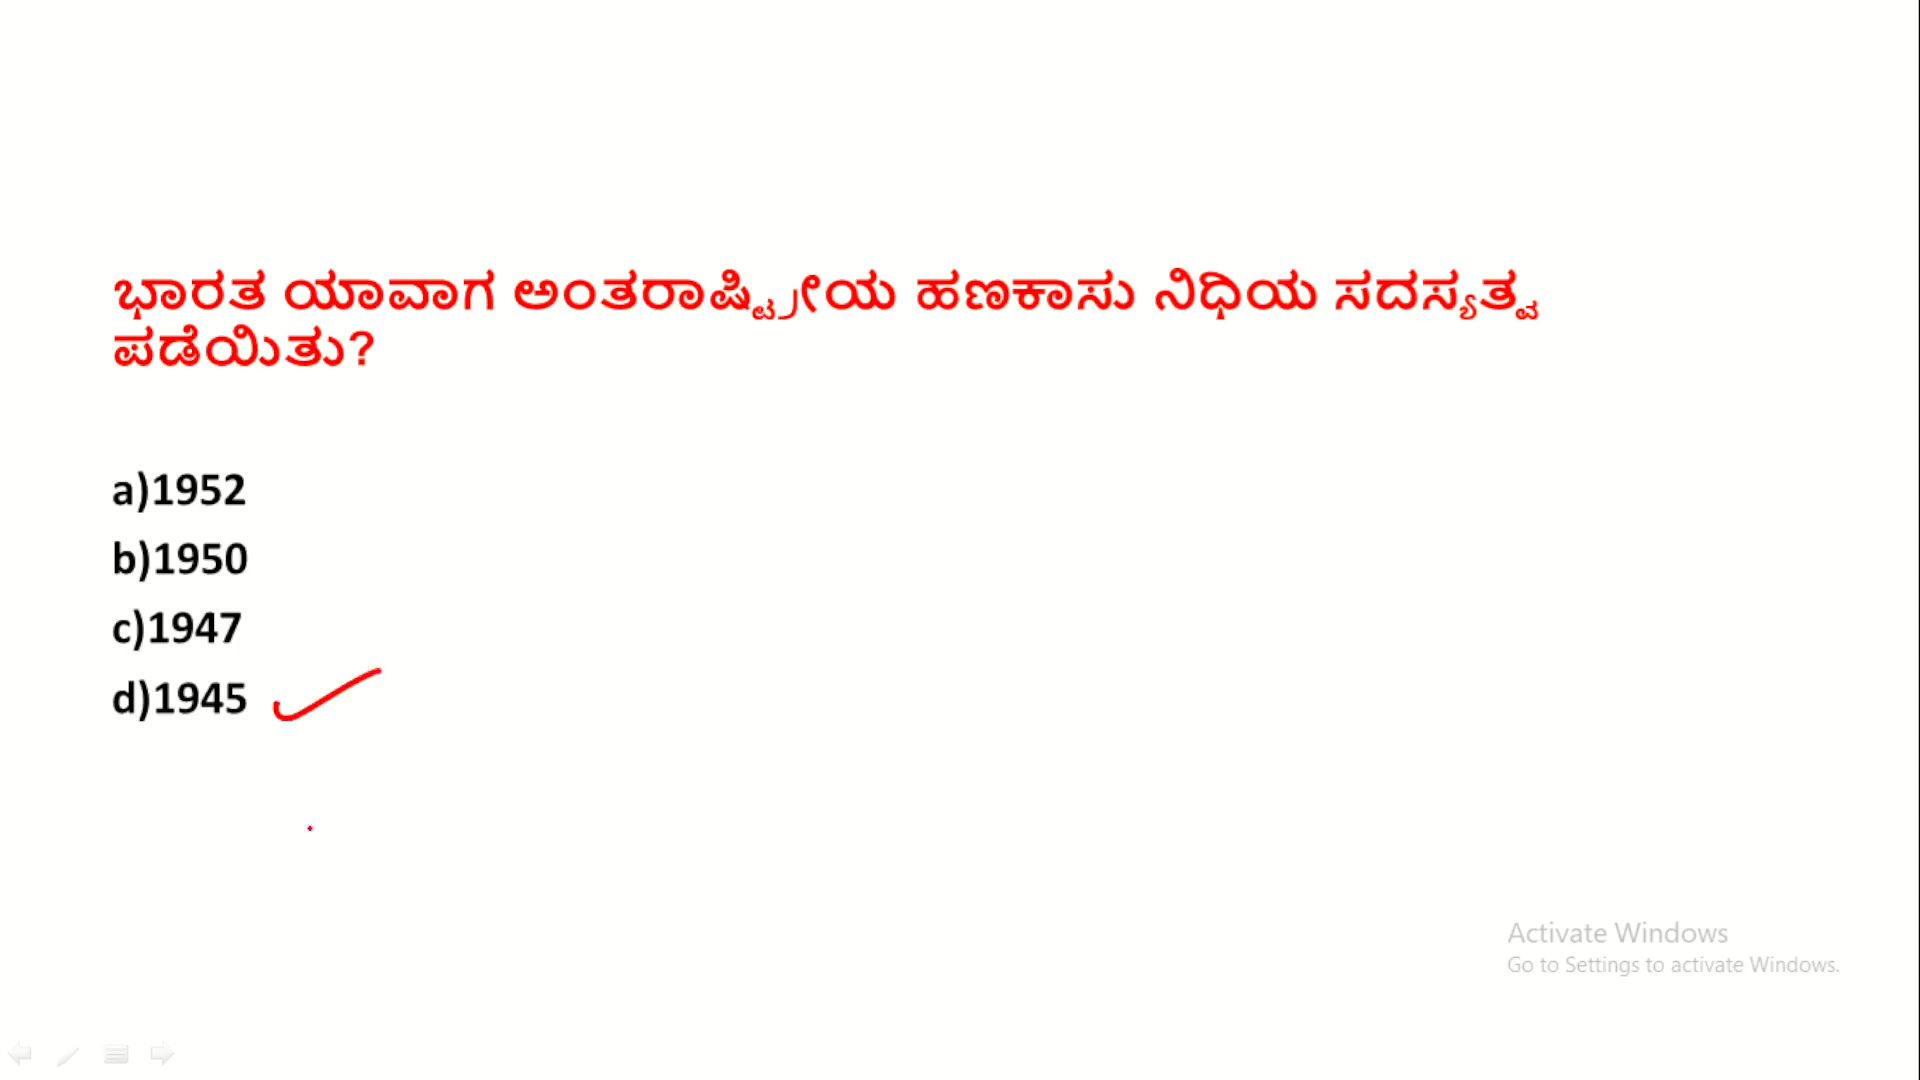 ಭಾರತ ಯಾವಾಗ ಅಂತರಾಷ್ಟ್ರೀಯ ಹಣಕಾಸು ನಿಧಿಯ ಸದಸ್ಯತ್ವ
ಪಡೆಯಿತು?
a)1952
b)1950
c)1947
d)1945
Activate Windows
Go to Settings to activate Windows.